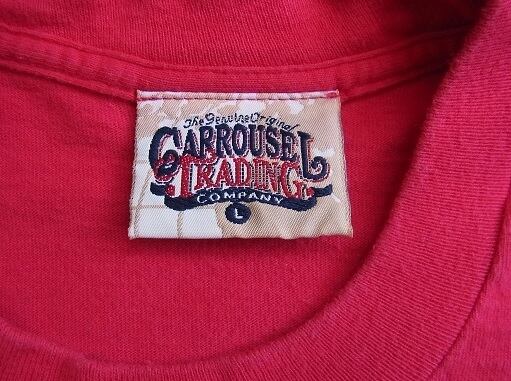 The Genuine Original
CARROUSEL
TRADING
COMPANY
L